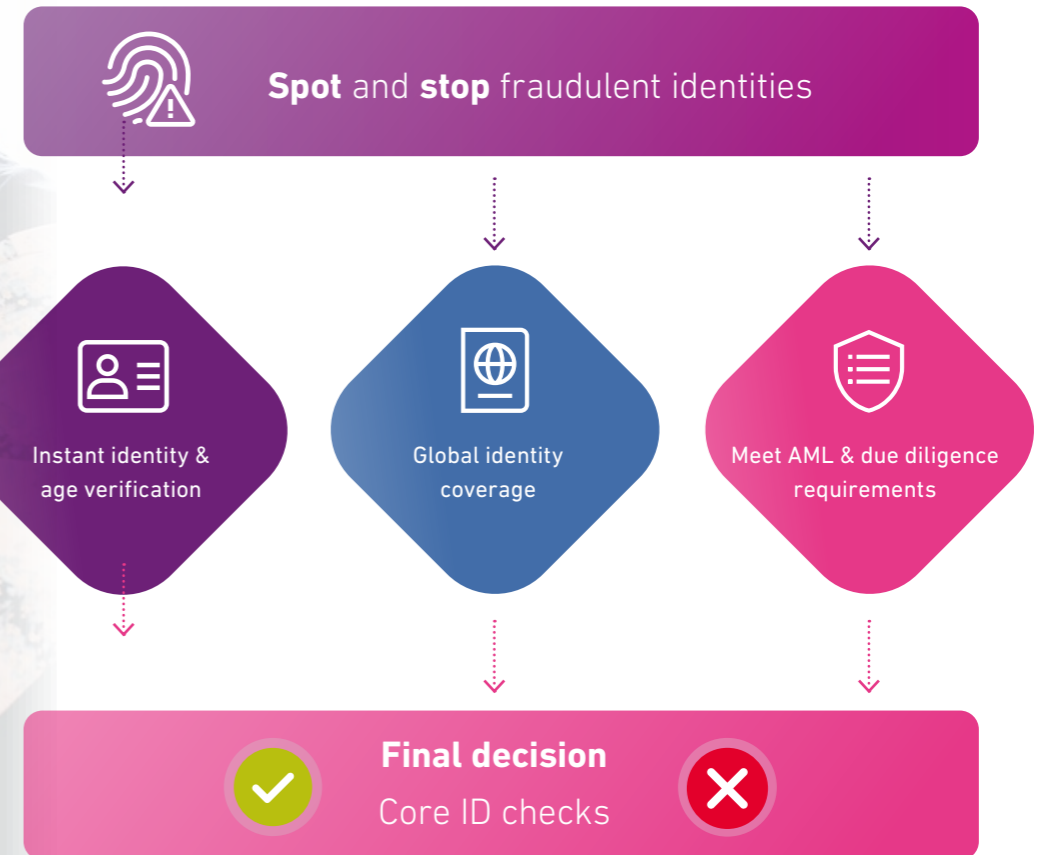 Spot and stop fraudulent identities
Instant identity &
age verification
Global identity
coverage
Meet AML & due diligence
requirements
Final decision
Core ID checks